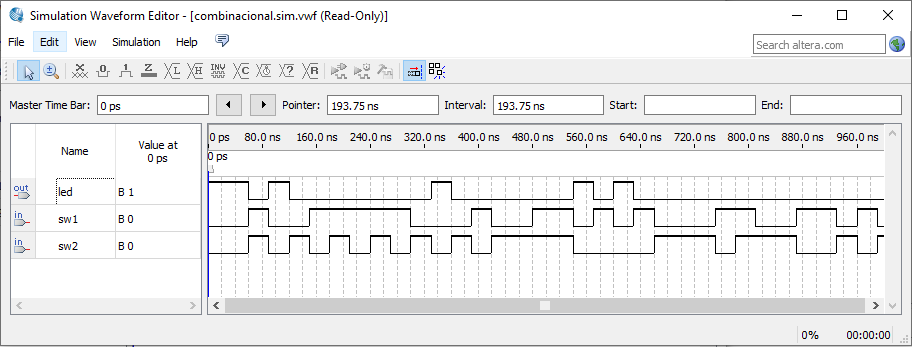 Simulation Waveform Editor - [combinacional.sim.vwf (Read-Only)]
File Edit View Simulation Help
Search altera.com
Master Time Bar: 0 ps Pointer: 193.75 ns Interval: 193.75 ns Start: End:
Name Value at 0 ps
0 ps 80.0 ns 160.0 ns 240.0 ns 320.0 ns 400.0 ns 480.0 ns 560.0 ns 640.0 ns 720.0 ns 800.0 ns 880.0 ns 960.0 ns
0 ps
out led B 1
in sw1 B 0
in sw2 B 0
0% 00:00:00